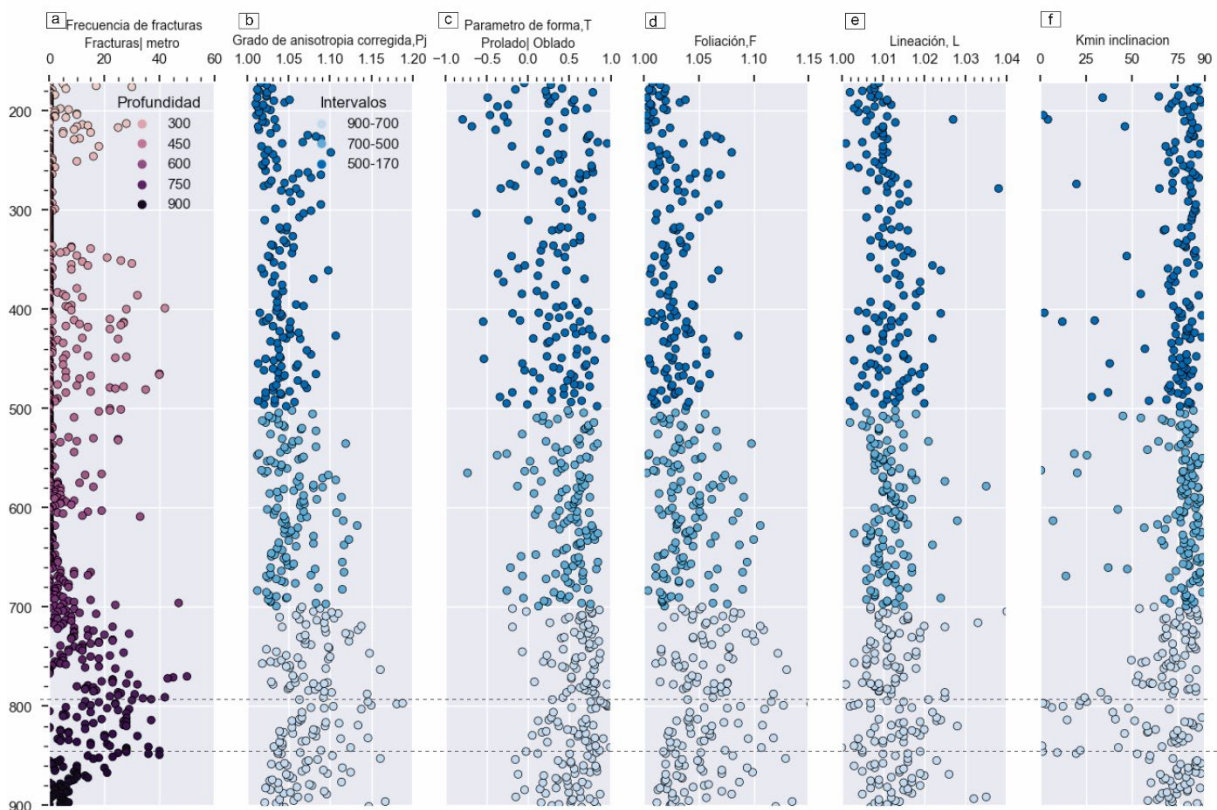 a
Frecuencia de fracturas
Fracturas| metro
0 20 40 60
b
Grado de anisotropia corregida,Pj
1.00 1.05 1.10 1.15 1.20
c
Parametro de forma,T
Prolado| Oblado
−1.0 −0.5 0.0 0.5 1.0
d
Foliación,F
1.00 1.05 1.10 1.15
e
Lineación, L
1.00 1.01 1.02 1.03 1.04
f
Kmin inclinacion
0 25 50 75 90
Profundidad
300
450
600
750
900
Intervalos
900-700
700-500
500-170
200
300
400
500
600
700
800
900